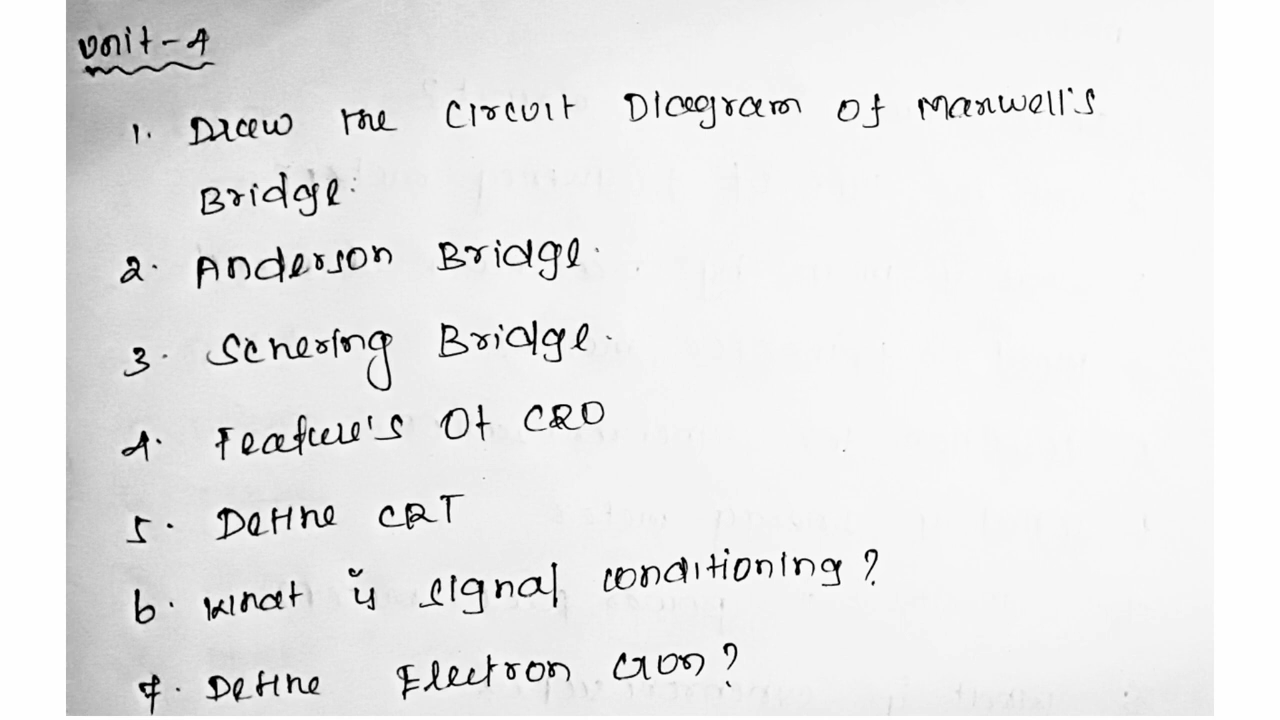 Unit-4
1. Draw the Circuit Diagram Of Maxwell's
Bridge.
2. Anderson Bridge.
3. Schering Bridge.
4. Feature's Of CRO
5. Define CRT
6. What is signal conditioning?
7. Define Electron Gun?